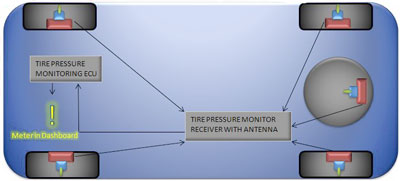 TIRE PRESSURE
MONITORING ECU
!
Meter in Dashboard
TIRE PRESSURE MONITOR
RECEIVER WITH ANTENNA